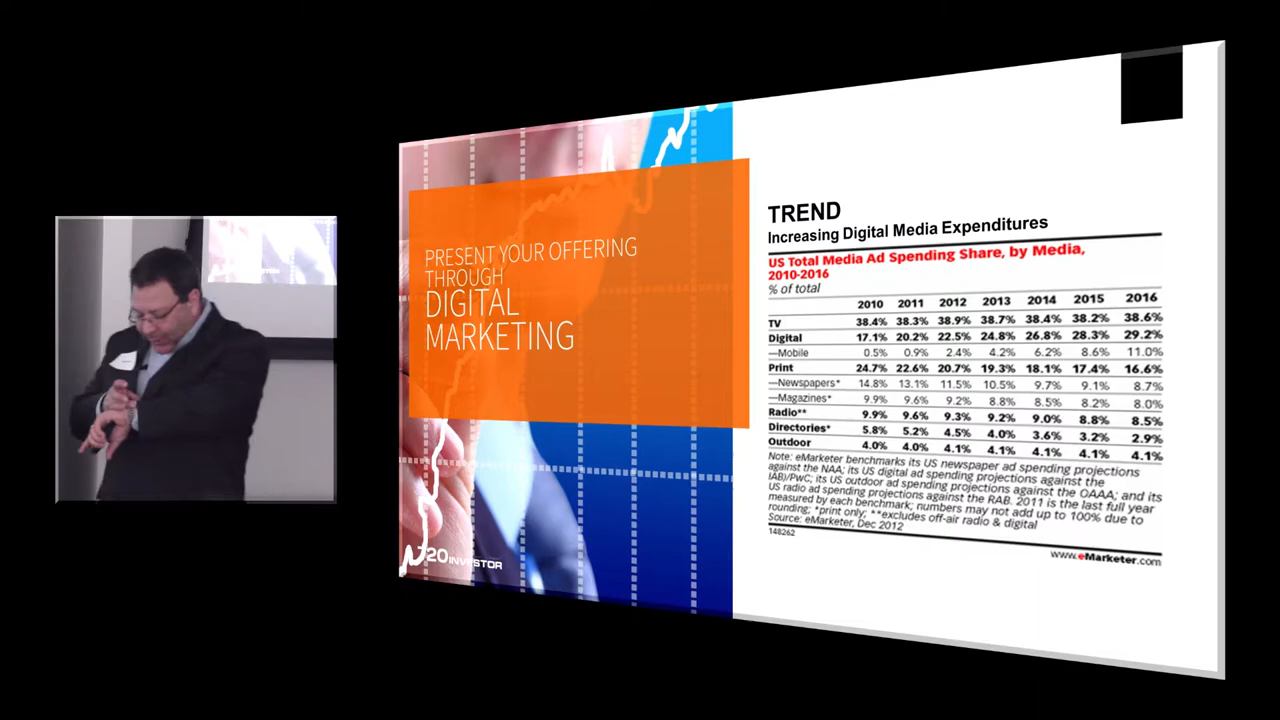 PRESENT YOUR OFFERING
THROUGH
DIGITAL
MARKETING
720INVESTOR
TREND
Increasing Digital Media Expenditures
US Total Media Ad Spending Share, by Media,
2010-2016
% of total
2010 2011 2012 2013 2014 2015 2016
TV 38.4% 38.3% 38.9% 38.7% 38.4% 38.2% 38.6%
Digital 17.1% 20.2% 22.5% 24.8% 26.8% 28.3% 29.2%
—Mobile 0.5% 0.9% 2.4% 4.2% 6.2% 8.6% 11.0%
Print 24.7% 22.6% 20.7% 19.3% 18.1% 17.4% 16.6%
—Newspapers* 14.8% 13.1% 11.5% 10.5% 9.7% 9.1% 8.7%
—Magazines* 9.9% 9.6% 9.2% 8.8% 8.5% 8.2% 8.0%
Radio** 9.9% 9.6% 9.3% 9.2% 9.0% 8.8% 8.5%
Directories* 5.8% 5.2% 4.5% 4.0% 3.6% 3.2% 2.9%
Outdoor 4.0% 4.0% 4.1% 4.1% 4.1% 4.1% 4.1%
Note: eMarketer benchmarks its US newspaper ad spending projections
against the NAA; its US digital ad spending projections against the
IAB)/PwC; its US outdoor ad spending projections against the OAAA; and its
US radio ad spending projections against the RAB. 2011 is the last full year
measured by each benchmark; numbers may not add up to 100% due to
rounding; *print only; **excludes off-air radio & digital
Source: eMarketer, Dec 2012
148262
www.eMarketer.com